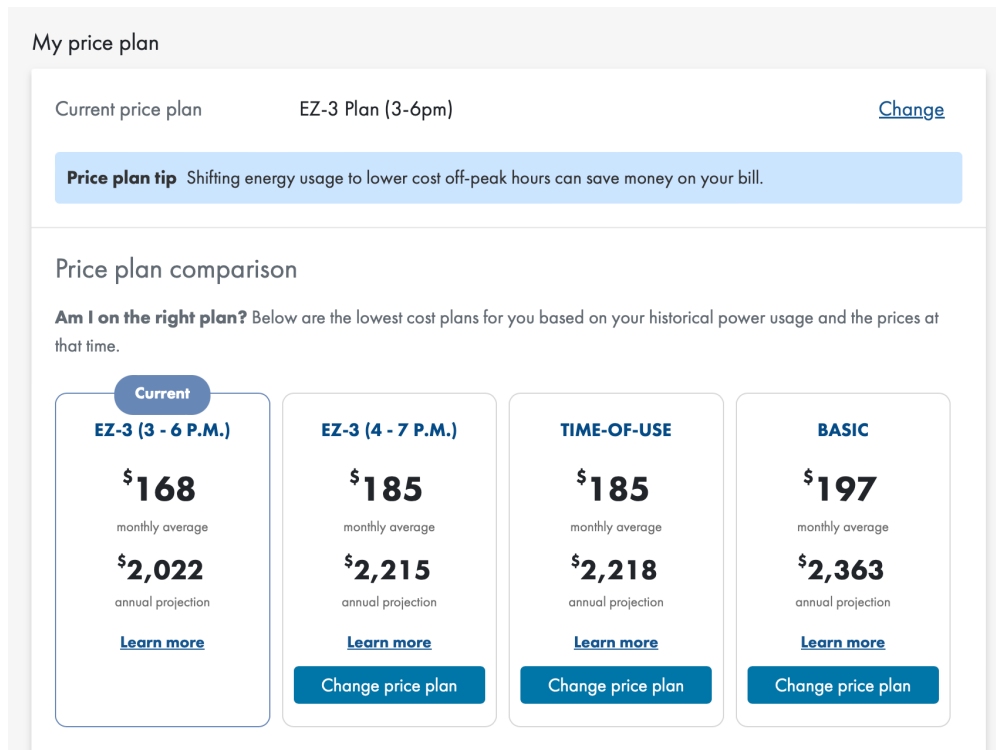 My price plan
Current price plan EZ-3 Plan (3-6pm) Change
Price plan tip Shifting energy usage to lower cost off-peak hours can save money on your bill.
Price plan comparison
Am I on the right plan? Below are the lowest cost plans for you based on your historical power usage and the prices at
that time.
Current
EZ-3 (3 - 6 P.M.)
$168
monthly average
$2,022
annual projection
Learn more
EZ-3 (4 - 7 P.M.)
$185
monthly average
$2,215
annual projection
Learn more
Change price plan
TIME-OF-USE
$185
monthly average
$2,218
annual projection
Learn more
Change price plan
BASIC
$197
monthly average
$2,363
annual projection
Learn more
Change price plan